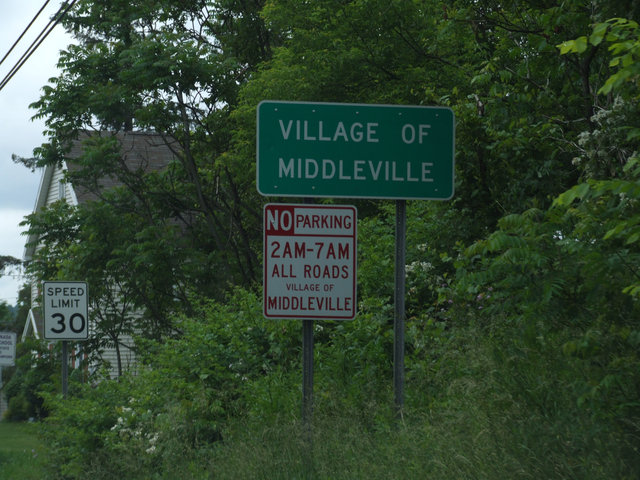 VILLAGE OF
MIDDLEVILLE
NO PARKING
2AM-7AM
ALL ROADS
VILLAGE OF
MIDDLEVILLE
SPEED
LIMIT
30